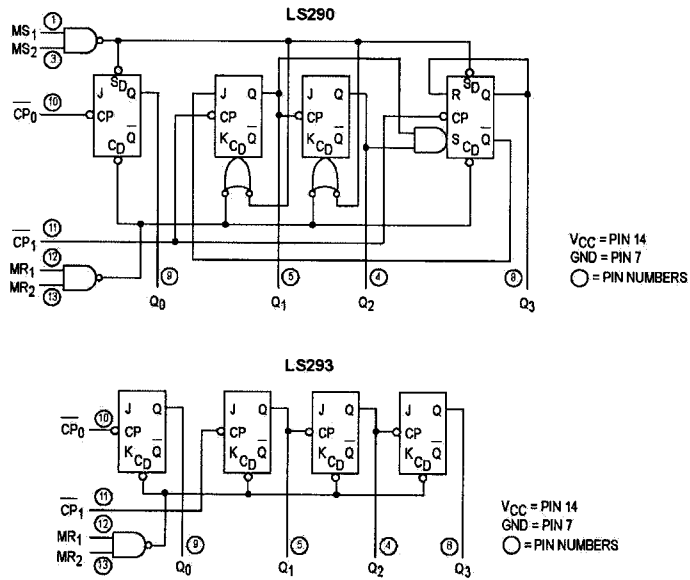 LS290
MS1
1
MS2
3
CP0
10
J SD Q
CP
Q
CD
J Q
CP
K CD Q
J Q
CP
K CD Q
R SD Q
CP
S
CD Q
CP1
11
MR1
12
MR2
13
9
Q0
5
Q1
4
Q2
8
Q3
VCC = PIN 14
GND = PIN 7
= PIN NUMBERS
LS293
CP0
10
J Q
CP
K CD Q
J Q
CP
K CD Q
J Q
CP
K CD Q
J Q
CP
K CD Q
CP1
11
MR1
12
MR2
13
9
Q0
5
Q1
4
Q2
8
Q3
VCC = PIN 14
GND = PIN 7
= PIN NUMBERS